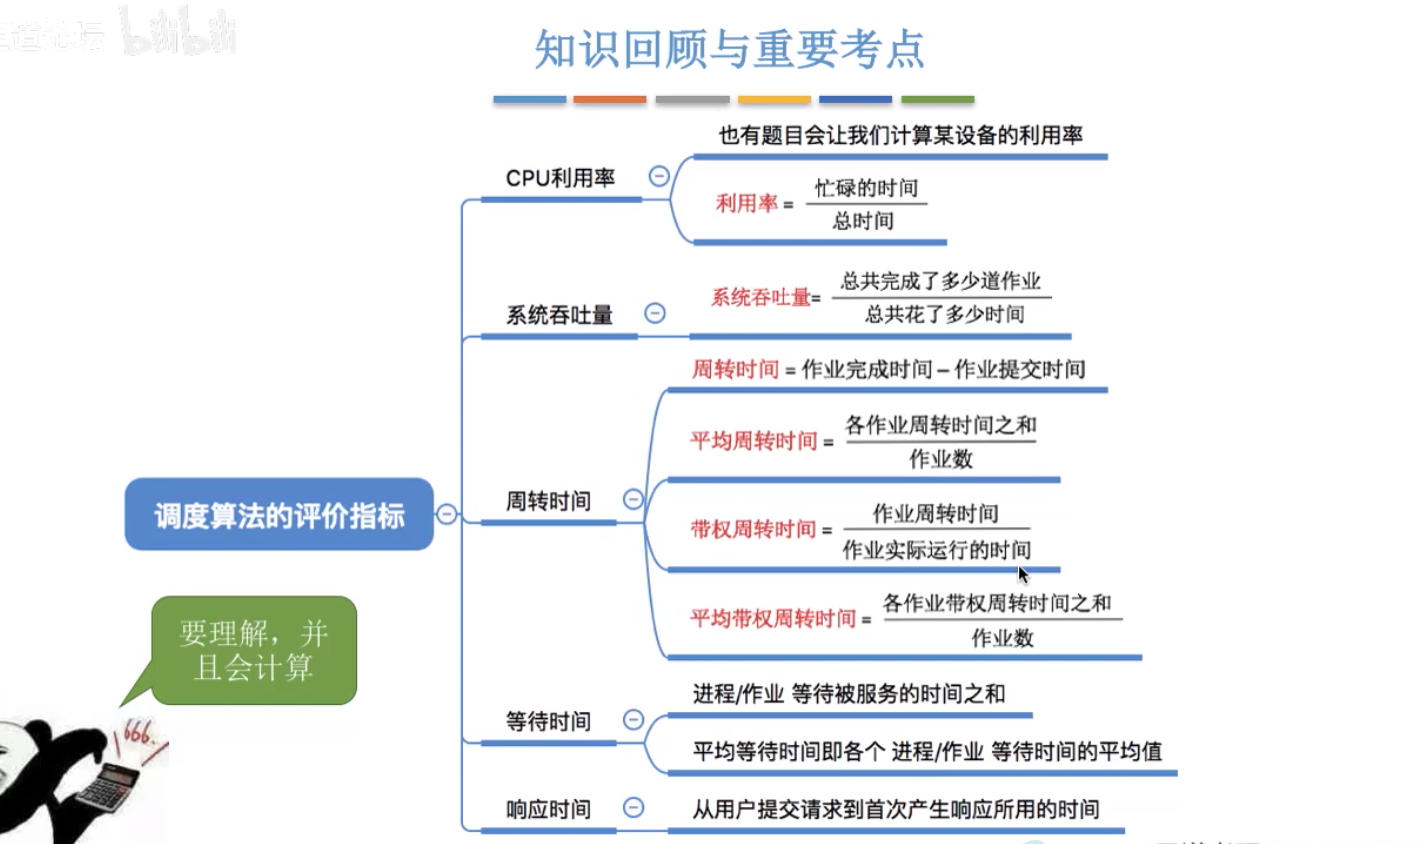 bilibili
知识回顾与重要考点
也有题目会让我们计算某设备的利用率
CPU利用率
利用率 = 忙碌的时间
总时间
系统吞吐量
系统吞吐量= 总共完成了多少道作业
总共花了多少时间
周转时间 = 作业完成时间 – 作业提交时间
平均周转时间 = 各作业周转时间之和
作业数
周转时间
带权周转时间 = 作业周转时间
作业实际运行的时间
平均带权周转时间 = 各作业带权周转时间之和
作业数
调度算法的评价指标
要理解，并
且会计算
666.
进程/作业 等待被服务的时间之和
等待时间
平均等待时间即各个 进程/作业 等待时间的平均值
响应时间
从用户提交请求到首次产生响应所用的时间